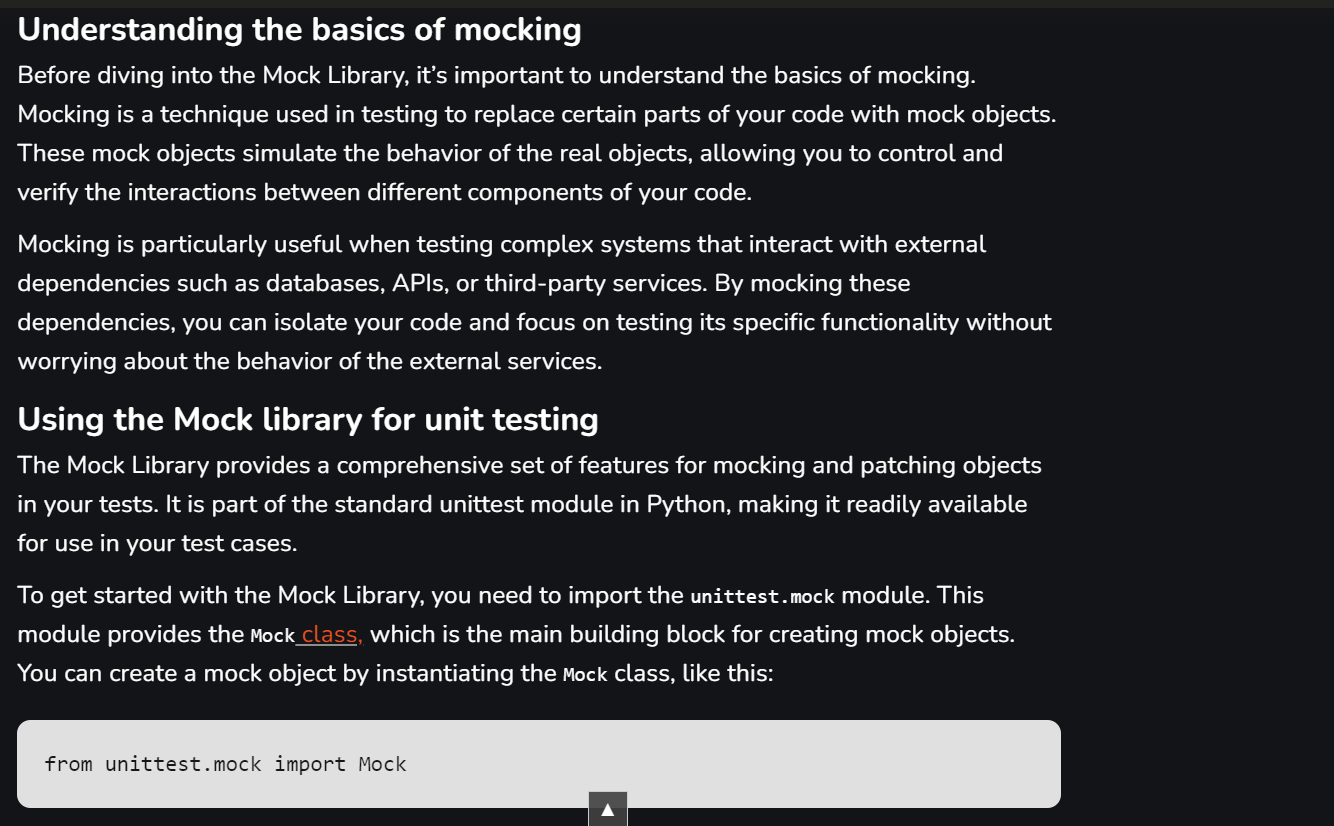 Understanding the basics of mocking
Before diving into the Mock Library, it’s important to understand the basics of mocking.
Mocking is a technique used in testing to replace certain parts of your code with mock objects.
These mock objects simulate the behavior of the real objects, allowing you to control and
verify the interactions between different components of your code.
Mocking is particularly useful when testing complex systems that interact with external
dependencies such as databases, APIs, or third-party services. By mocking these
dependencies, you can isolate your code and focus on testing its specific functionality without
worrying about the behavior of the external services.
Using the Mock library for unit testing
The Mock Library provides a comprehensive set of features for mocking and patching objects
in your tests. It is part of the standard unittest module in Python, making it readily available
for use in your test cases.
To get started with the Mock Library, you need to import the unittest.mock module. This
module provides the Mock class, which is the main building block for creating mock objects.
You can create a mock object by instantiating the Mock class, like this:
from unittest.mock import Mock